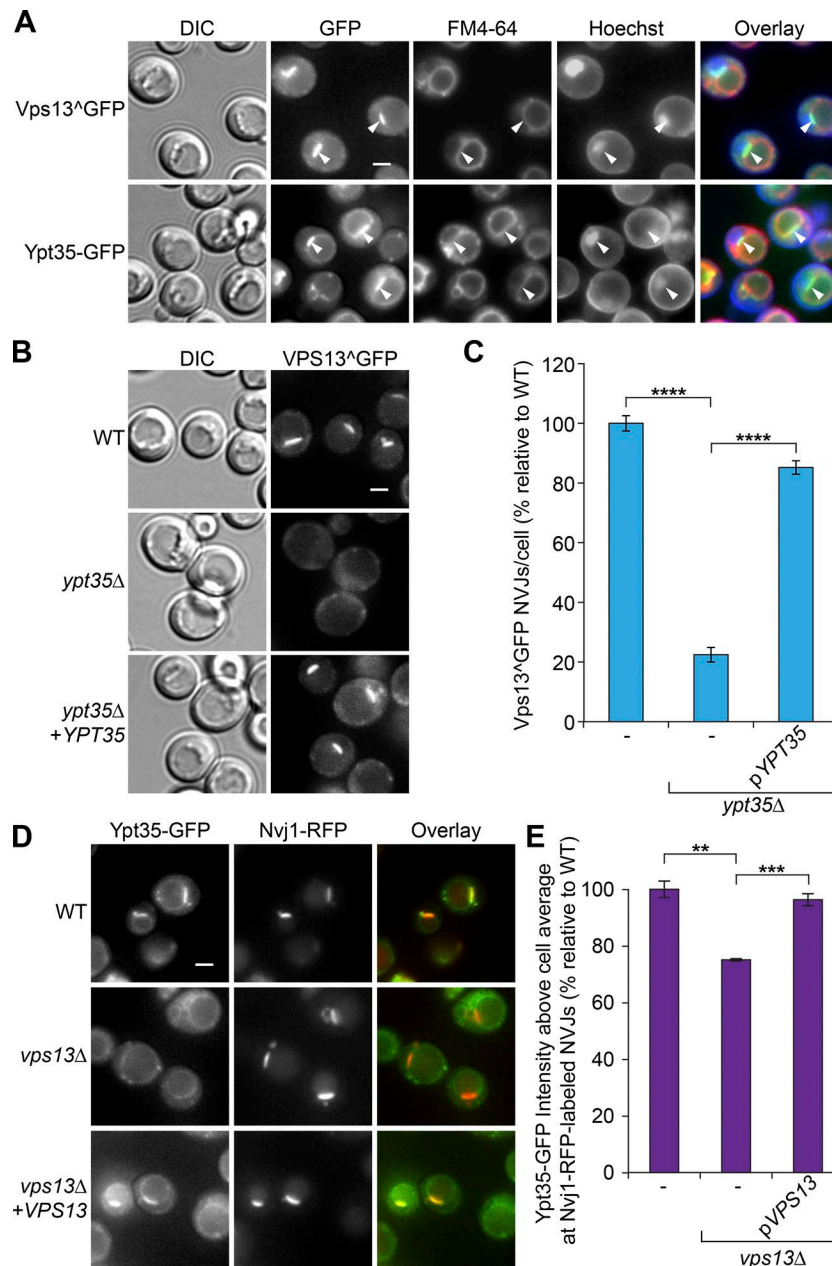 A
DIC GFP FM4-64 Hoechst Overlay
Vps13^GFP
Ypt35-GFP
B
DIC VPS13^GFP
WT
ypt35Δ
ypt35Δ
+YPT35
C
Vps13^GFP NVJs/cell (% relative to WT)
120
100
80
60
40
20
0
****
****
-
-
pYPT35
ypt35Δ
D
Ypt35-GFP Nvj1-RFP Overlay
WT
vps13Δ
vps13Δ
+VPS13
E
Ypt35-GFP Intensity above cell average
at Nvj1-RFP-labeled NVJs (% relative to WT)
100
80
60
40
20
0
**
***
-
-
pVPS13
vps13Δ